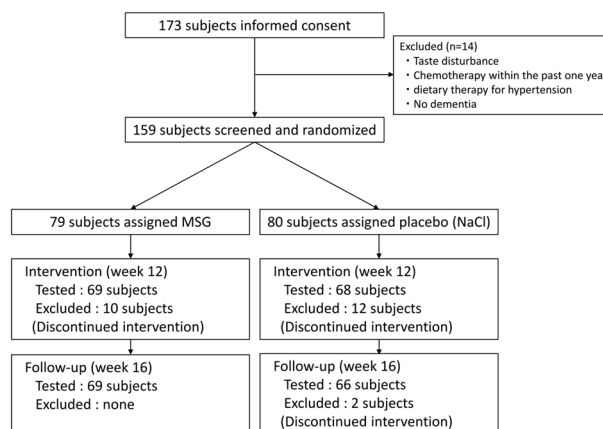 173 subjects informed consent
Excluded (n=14)
・Taste disturbance
・Chemotherapy within the past one year
・dietary therapy for hypertension
・No dementia
159 subjects screened and randomized
79 subjects assigned MSG
80 subjects assigned placebo (NaCl)
Intervention (week 12)
Tested : 69 subjects
Excluded : 10 subjects
(Discontinued intervention)
Intervention (week 12)
Tested : 68 subjects
Excluded : 12 subjects
(Discontinued intervention)
Follow-up (week 16)
Tested : 69 subjects
Excluded : none
Follow-up (week 16)
Tested : 66 subjects
Excluded : 2 subjects
(Discontinued intervention)